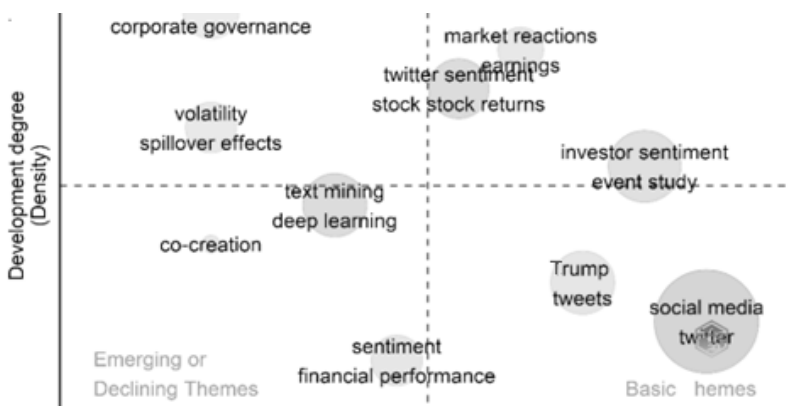 corporate governance
market reactions
earnings
twitter sentiment
stock stock returns
volatility
spillover effects
investor sentiment
event study
text mining
deep learning
co-creation
Trump
tweets
social media
twitter
sentiment
financial performance
Emerging or
Declining Themes
Basic hemes
Development degree
(Density)